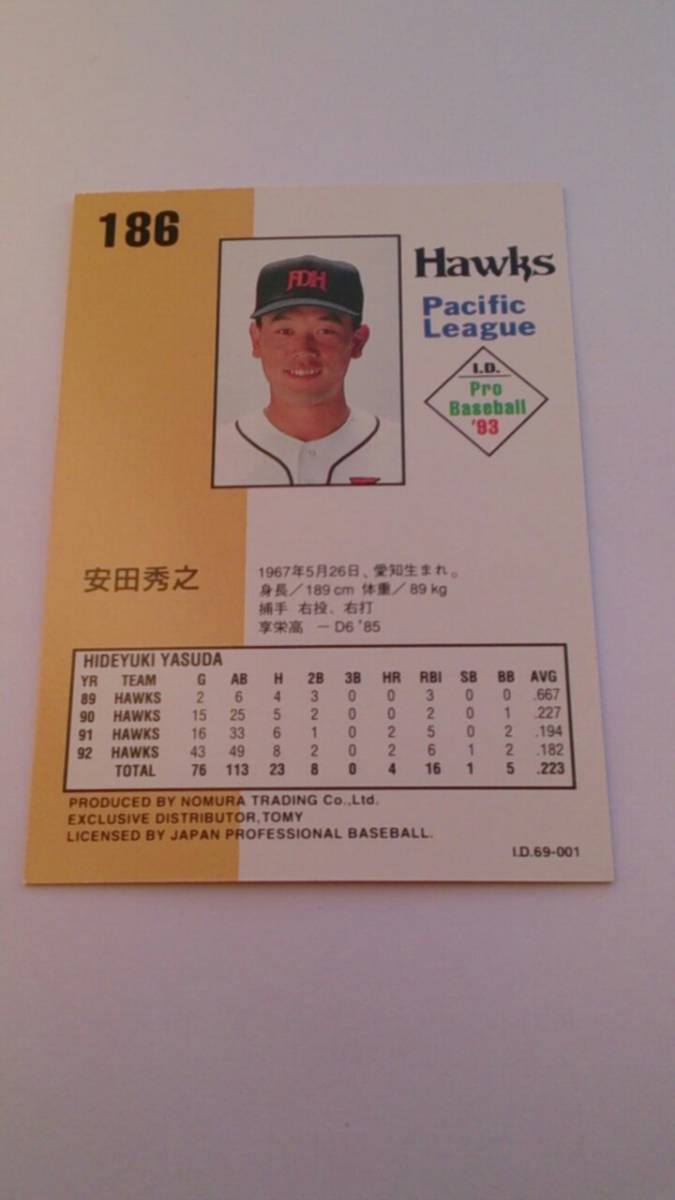 186
FDH
Hawks
Pacific
League
I.D.
Pro
Baseball
'93
安田秀之
1967年5月26日、愛知生まれ。
身長／189cm 体重／89kg
捕手 右投、右打
享栄高 －D6 '85
HIDEYUKI YASUDA
YR TEAM G AB H 2B 3B HR RBI SB BB AVG
89 HAWKS 2 6 4 3 0 0 3 0 0 .667
90 HAWKS 15 25 5 2 0 0 2 0 1 .227
91 HAWKS 16 33 6 1 0 2 5 0 2 .194
92 HAWKS 43 49 8 2 0 2 6 1 2 .182
TOTAL 76 113 23 8 0 4 16 1 5 .223
PRODUCED BY NOMURA TRADING Co.,Ltd.
EXCLUSIVE DISTRIBUTOR,TOMY
LICENSED BY JAPAN PROFESSIONAL BASEBALL.
I.D.69-001